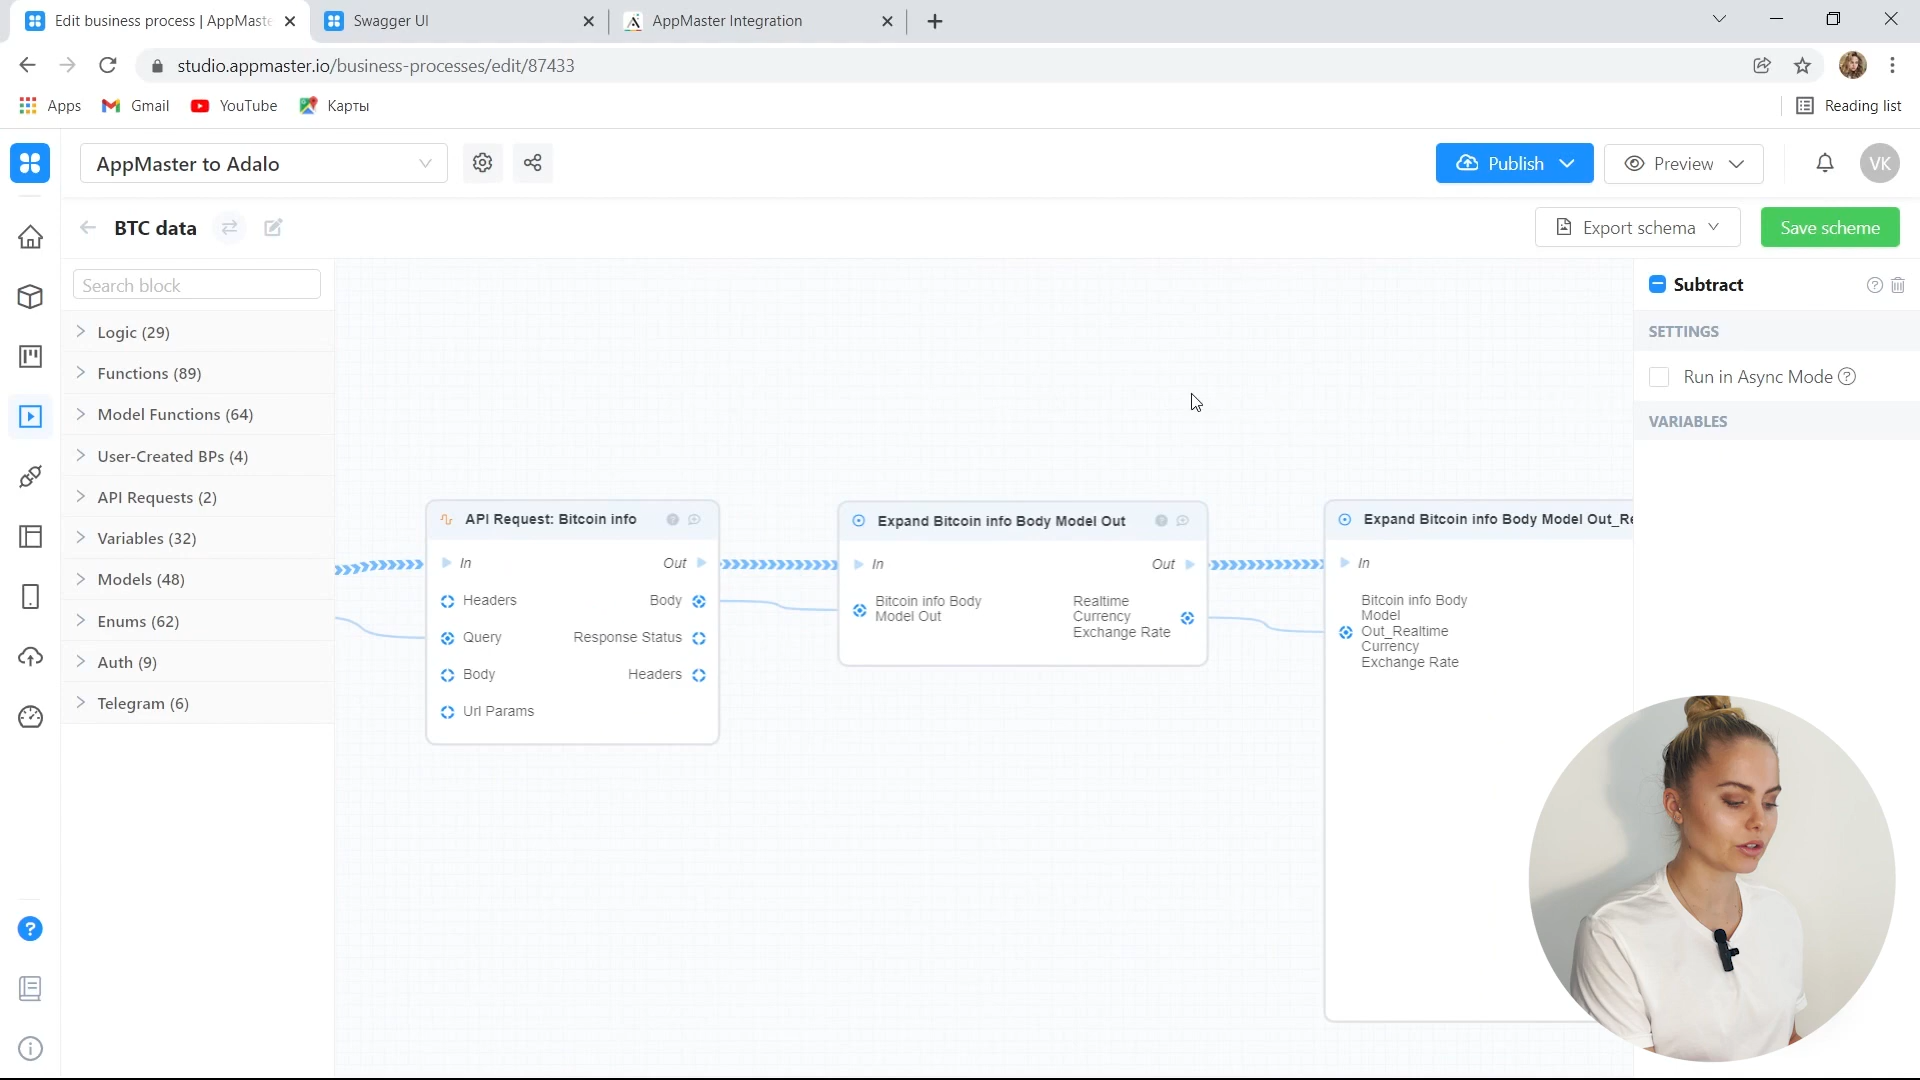 Edit business process | AppMaste
Swagger UI
AppMaster Integration
studio.appmaster.io/business-processes/edit/87433
Apps
Gmail
YouTube
Карты
Reading list
AppMaster to Adalo
Publish
Preview
VK
BTC data
Export schema
Save scheme
Search block
Logic (29)
Functions (89)
Model Functions (64)
User-Created BPs (4)
API Requests (2)
Variables (32)
Models (48)
Enums (62)
Auth (9)
Telegram (6)
API Request: Bitcoin info
In
Out
Headers
Body
Query
Response Status
Body
Headers
Url Params
Expand Bitcoin info Body Model Out
In
Out
Bitcoin info Body
Model Out
Realtime
Currency
Exchange Rate
Expand Bitcoin info Body Model Out_Re
In
Bitcoin info Body
Model
Out_Realtime
Currency
Exchange Rate
Subtract
SETTINGS
Run in Async Mode
VARIABLES